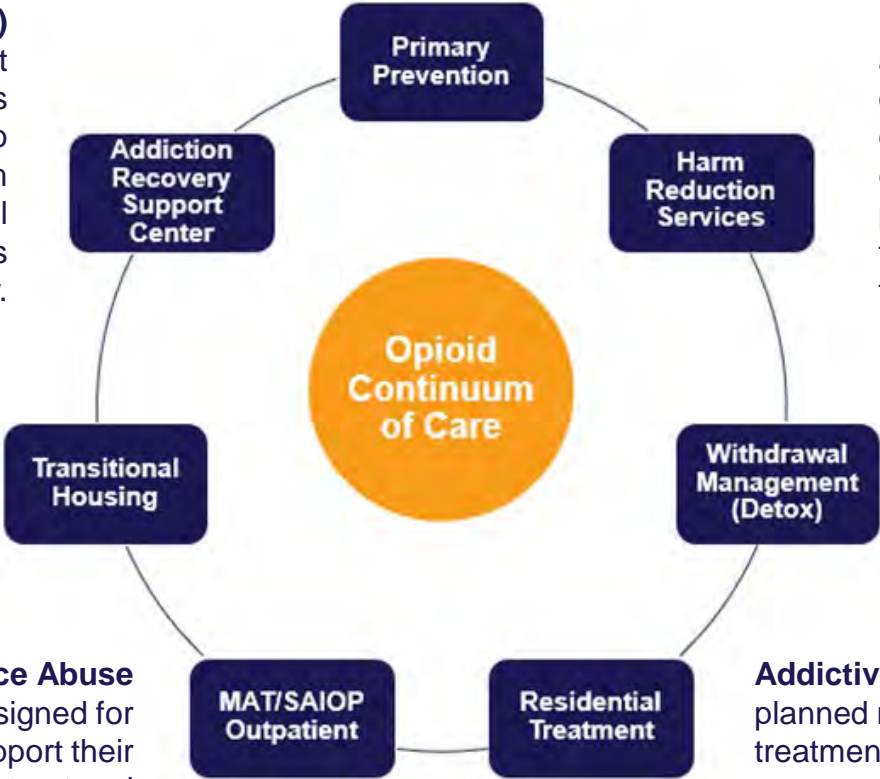 )
t
s
o
n
l
s
.
Primary
Prevention
Harm
Reduction
Services
Withdrawal
Management
(Detox)
Residential
Treatment
MAT/SAIOP
Outpatient
Transitional
Housing
Addiction
Recovery
Support
Center
Opioid
Continuum
of Care
ce Abuse
signed for
pport their
Addictiv
planned
treatmen